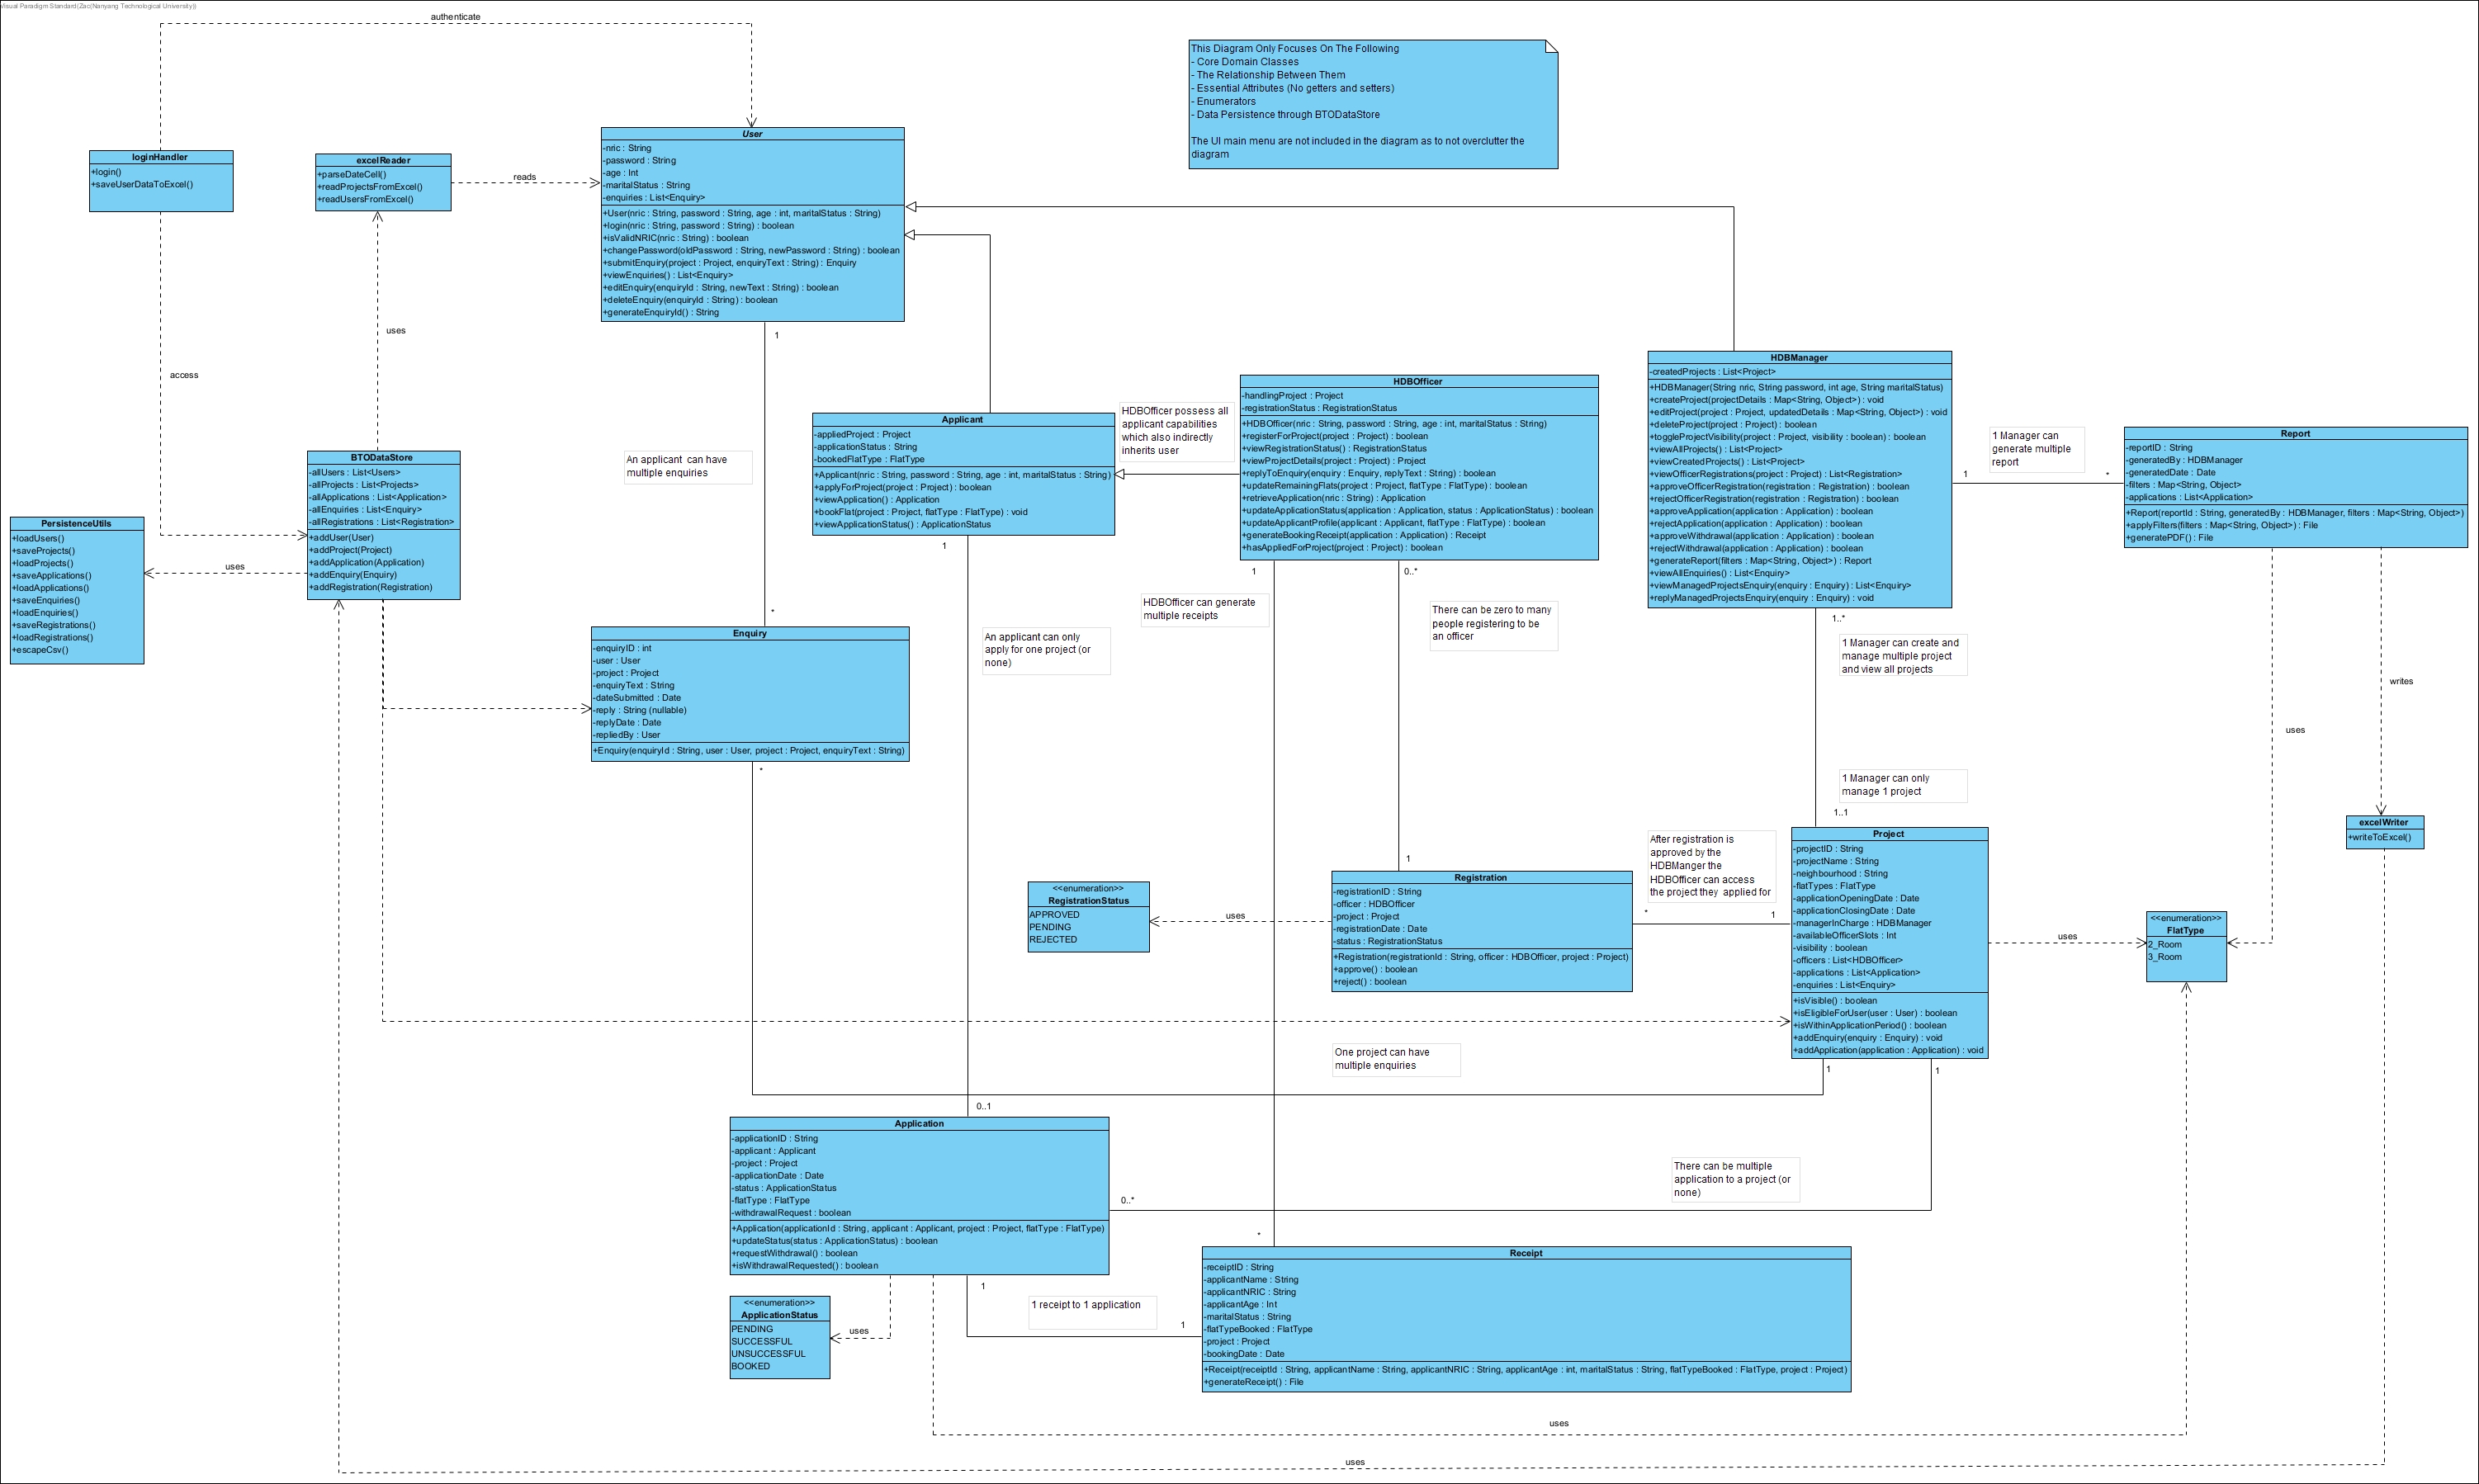 Visual Paradigm Standard(Zac(Nanyang Technological University))
authenticate
This Diagram Only Focuses On The Following
- Core Domain Classes
- The Relationship Between Them
- Essential Attributes (No getters and setters)
- Enumerators
- Data Persistence through BTODataStore
The UI main menu are not included in the diagram as to not overclutter the
diagram
loginHandler
+login()
+saveUserDataToExcel()
excelReader
+parseDateCell()
+readProjectsFromExcel()
+readUsersFromExcel()
reads
User
-nric : String
-password : String
-age : Int
-maritalStatus : String
-enquiries : List<Enquiry>
+User(nric : String, password : String, age : int, maritalStatus : String)
+login(nric : String, password : String) : boolean
+isValidNRIC(nric : String) : boolean
+changePassword(oldPassword : String, newPassword : String) : boolean
+submitEnquiry(project : Project, enquiryText : String) : Enquiry
+viewEnquiries() : List<Enquiry>
+editEnquiry(enquiryId : String, newText : String) : boolean
+deleteEnquiry(enquiryId : String) : boolean
+generateEnquiryId() : String
1
uses
access
An applicant  can have
multiple enquiries
*
Applicant
-appliedProject : Project
-applicationStatus : String
-bookedFlatType : FlatType
+Applicant(nric : String, password : String, age : int, maritalStatus : String)
+applyForProject(project : Project) : boolean
+viewApplication() : Application
+bookFlat(project : Project, flatType : FlatType) : void
+viewApplicationStatus() : ApplicationStatus
1
HDBOfficer possess all
applicant capabilities
which also indirectly
inherits user
HDBOfficer
-handlingProject : Project
-registrationStatus : RegistrationStatus
+HDBOfficer(nric : String, password : String, age : int, maritalStatus : String)
+registerForProject(project : Project) : boolean
+viewRegistrationStatus() : RegistrationStatus
+viewProjectDetails(project : Project) : Project
+replyToEnquiry(enquiry : Enquiry, replyText : String) : boolean
+updateRemainingFlats(project : Project, flatType : FlatType) : boolean
+retrieveApplication(nric : String) : Application
+updateApplicationStatus(application : Application, status : ApplicationStatus) : boolean
+updateApplicantProfile(applicant : Applicant, flatType : FlatType) : boolean
+generateBookingReceipt(application : Application) : Receipt
+hasAppliedForProject(project : Project) : boolean
1
0..*
HDBManager
-createdProjects : List<Project>
+HDBManager(String nric, String password, int age, String maritalStatus)
+createProject(projectDetails : Map<String, Object>) : void
+editProject(project : Project, updatedDetails : Map<String, Object>) : void
+deleteProject(project : Project) : boolean
+toggleProjectVisibility(project : Project, visibility : boolean) : boolean
+viewAllProjects() : List<Project>
+viewCreatedProjects() : List<Project>
+viewOfficerRegistrations(project : Project) : List<Registration>
+approveOfficerRegistration(registration : Registration) : boolean
+rejectOfficerRegistration(registration : Registration) : boolean
+approveApplication(application : Application) : boolean
+rejectApplication(application : Application) : boolean
+approveWithdrawal(application : Application) : boolean
+rejectWithdrawal(application : Application) : boolean
+generateReport(filters : Map<String, Object>) : Report
+viewAllEnquiries() : List<Enquiry>
+viewManagedProjectsEnquiry(enquiry : Enquiry) : List<Enquiry>
+replyManagedProjectsEnquiry(enquiry : Enquiry) : void
1..*
1 Manager can
generate multiple
report
1
*
Report
-reportID : String
-generatedBy : HDBManager
-generatedDate : Date
-filters : Map<String, Object>
-applications : List<Application>
+Report(reportId : String, generatedBy : HDBManager, filters : Map<String, Object>)
+applyFilters(filters : Map<String, Object>) : File
+generatePDF() : File
BTODataStore
-allUsers : List<Users>
-allProjects : List<Projects>
-allApplications : List<Application>
-allEnquiries : List<Enquiry>
-allRegistrations : List<Registration>
+addUser(User)
+addProject(Project)
+addApplication(Application)
+addEnquiry(Enquiry)
+addRegistration(Registration)
PersistenceUtils
+loadUsers()
+saveProjects()
+loadProjects()
+saveApplications()
+loadApplications()
+saveEnquiries()
+loadEnquiries()
+saveRegistrations()
+loadRegistrations()
+escapeCsv()
uses
HDBOfficer can generate
multiple receipts
There can be zero to many
people registering to be
an officer
An applicant can only
apply for one project (or
none)
1 Manager can create and
manage multiple project
and view all projects
writes
uses
Enquiry
-enquiryID : int
-user : User
-project : Project
-enquiryText : String
-dateSubmitted : Date
-reply : String (nullable)
-replyDate : Date
-repliedBy : User
+Enquiry(enquiryId : String, user : User, project : Project, enquiryText : String)
*
1 Manager can only
manage 1 project
1..1
excelWriter
+writeToExcel()
Project
-projectID : String
-projectName : String
-neighbourhood : String
-flatTypes : FlatType
-applicationOpeningDate : Date
-applicationClosingDate : Date
-managerInCharge : HDBManager
-availableOfficerSlots : Int
-visibility : boolean
-officers : List<HDBOfficer>
-applications : List<Application>
-enquiries : List<Enquiry>
+isVisible() : boolean
+isEligibleForUser(user : User) : boolean
+isWithinApplicationPeriod() : boolean
+addEnquiry(enquiry : Enquiry) : void
+addApplication(application : Application) : void
1
1
After registration is
approved by the
HDBManger the
HDBOfficer can access
the project they  applied for
*
1
1
Registration
-registrationID : String
-officer : HDBOfficer
-project : Project
-registrationDate : Date
-status : RegistrationStatus
+Registration(registrationId : String, officer : HDBOfficer, project : Project)
+approve() : boolean
+reject() : boolean
<<enumeration>>
RegistrationStatus
APPROVED
PENDING
REJECTED
uses
<<enumeration>>
FlatType
2_Room
3_Room
uses
One project can have
multiple enquiries
0..1
Application
-applicationID : String
-applicant : Applicant
-project : Project
-applicationDate : Date
-status : ApplicationStatus
-flatType : FlatType
-withdrawalRequest : boolean
+Application(applicationId : String, applicant : Applicant, project : Project, flatType : FlatType)
+updateStatus(status : ApplicationStatus) : boolean
+requestWithdrawal() : boolean
+isWithdrawalRequested() : boolean
0..*
There can be multiple
application to a project (or
none)
*
1
1 receipt to 1 application
1
<<enumeration>>
ApplicationStatus
PENDING
SUCCESSFUL
UNSUCCESSFUL
BOOKED
uses
Receipt
-receiptID : String
-applicantName : String
-applicantNRIC : String
-applicantAge : Int
-maritalStatus : String
-flatTypeBooked : FlatType
-project : Project
-bookingDate : Date
+Receipt(receiptId : String, applicantName : String, applicantNRIC : String, applicantAge : int, maritalStatus : String, flatTypeBooked : FlatType, project : Project)
+generateReceipt() : File
uses
uses